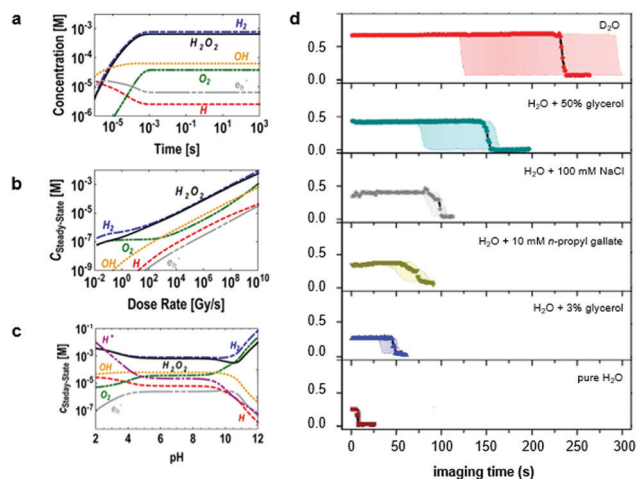 a
Concentration [M]
10⁻³
10⁻⁴
10⁻⁵
10⁻⁶
H₂
H₂O₂
OH
O₂
e⁻ₕ
H
10⁻⁵ 10⁻³ 10⁻¹ 10¹ 10³
Time [s]
b
C Steady-State [M]
10⁻¹
10⁻³
10⁻⁵
10⁻⁷
10⁻⁹
H₂O₂
H₂
O₂
OH
H
e⁻ₕ
10⁻² 10⁰ 10² 10⁴ 10⁶ 10⁸ 10¹⁰
Dose Rate [Gy/s]
c
C Steday-State [M]
10⁻¹
10⁻³
10⁻⁵
10⁻⁷
H⁺
H₂
H₂O₂
OH
O₂
e⁻ₕ
H
2 4 6 8 10 12
pH
d
D₂O
0.5
0.0
H₂O + 50% glycerol
0.5
0.0
H₂O + 100 mM NaCl
0.5
0.0
H₂O + 10 mM n-propyl gallate
0.5
0.0
H₂O + 3% glycerol
0.5
0.0
pure H₂O
0.5
0.0
0 50 100 150 200 250 300
imaging time (s)